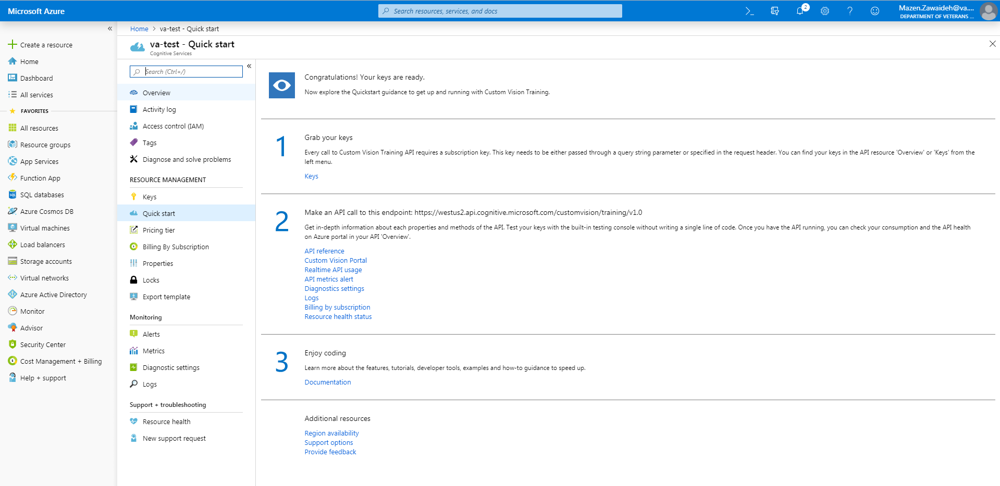 Microsoft Azure
Search resources, services, and docs
2
Mazen.Zawaideh@va....
DEPARTMENT OF VETERANS ...
Create a resource
Home
Dashboard
All services
FAVORITES
All resources
Resource groups
App Services
Function App
SQL databases
Azure Cosmos DB
Virtual machines
Load balancers
Storage accounts
Virtual networks
Azure Active Directory
Monitor
Advisor
Security Center
Cost Management + Billing
Help + support
Home > va-test - Quick start
va-test - Quick start
Cognitive Services
Search (Ctrl+/)
Overview
Activity log
Access control (IAM)
Tags
Diagnose and solve problems
RESOURCE MANAGEMENT
Keys
Quick start
Pricing tier
Billing By Subscription
Properties
Locks
Export template
Monitoring
Alerts
Metrics
Diagnostic settings
Logs
Support + troubleshooting
Resource health
New support request
Congratulations! Your keys are ready.
Now explore the Quickstart guidance to get up and running with Custom Vision Training.
1
Grab your keys
Every call to Custom Vision Training API requires a subscription key. This key needs to be either passed through a query string parameter or specified in the request header. You can find your keys in the API resource 'Overview' or 'Keys' from the
left menu.
Keys
2
Make an API call to this endpoint: https://westus2.api.cognitive.microsoft.com/customvision/training/v1.0
Get in-depth information about each properties and methods of the API. Test your keys with the built-in testing console without writing a single line of code. Once you have the API running, you can check your consumption and the API health
on Azure portal in your API 'Overview'.
API reference
Custom Vision Portal
Realtime API usage
API metrics alert
Diagnostics settings
Logs
Billing by subscription
Resource health status
3
Enjoy coding
Learn more about the features, tutorials, developer tools, examples and how-to guidance to speed up.
Documentation
Additional resources
Region availability
Support options
Provide feedback